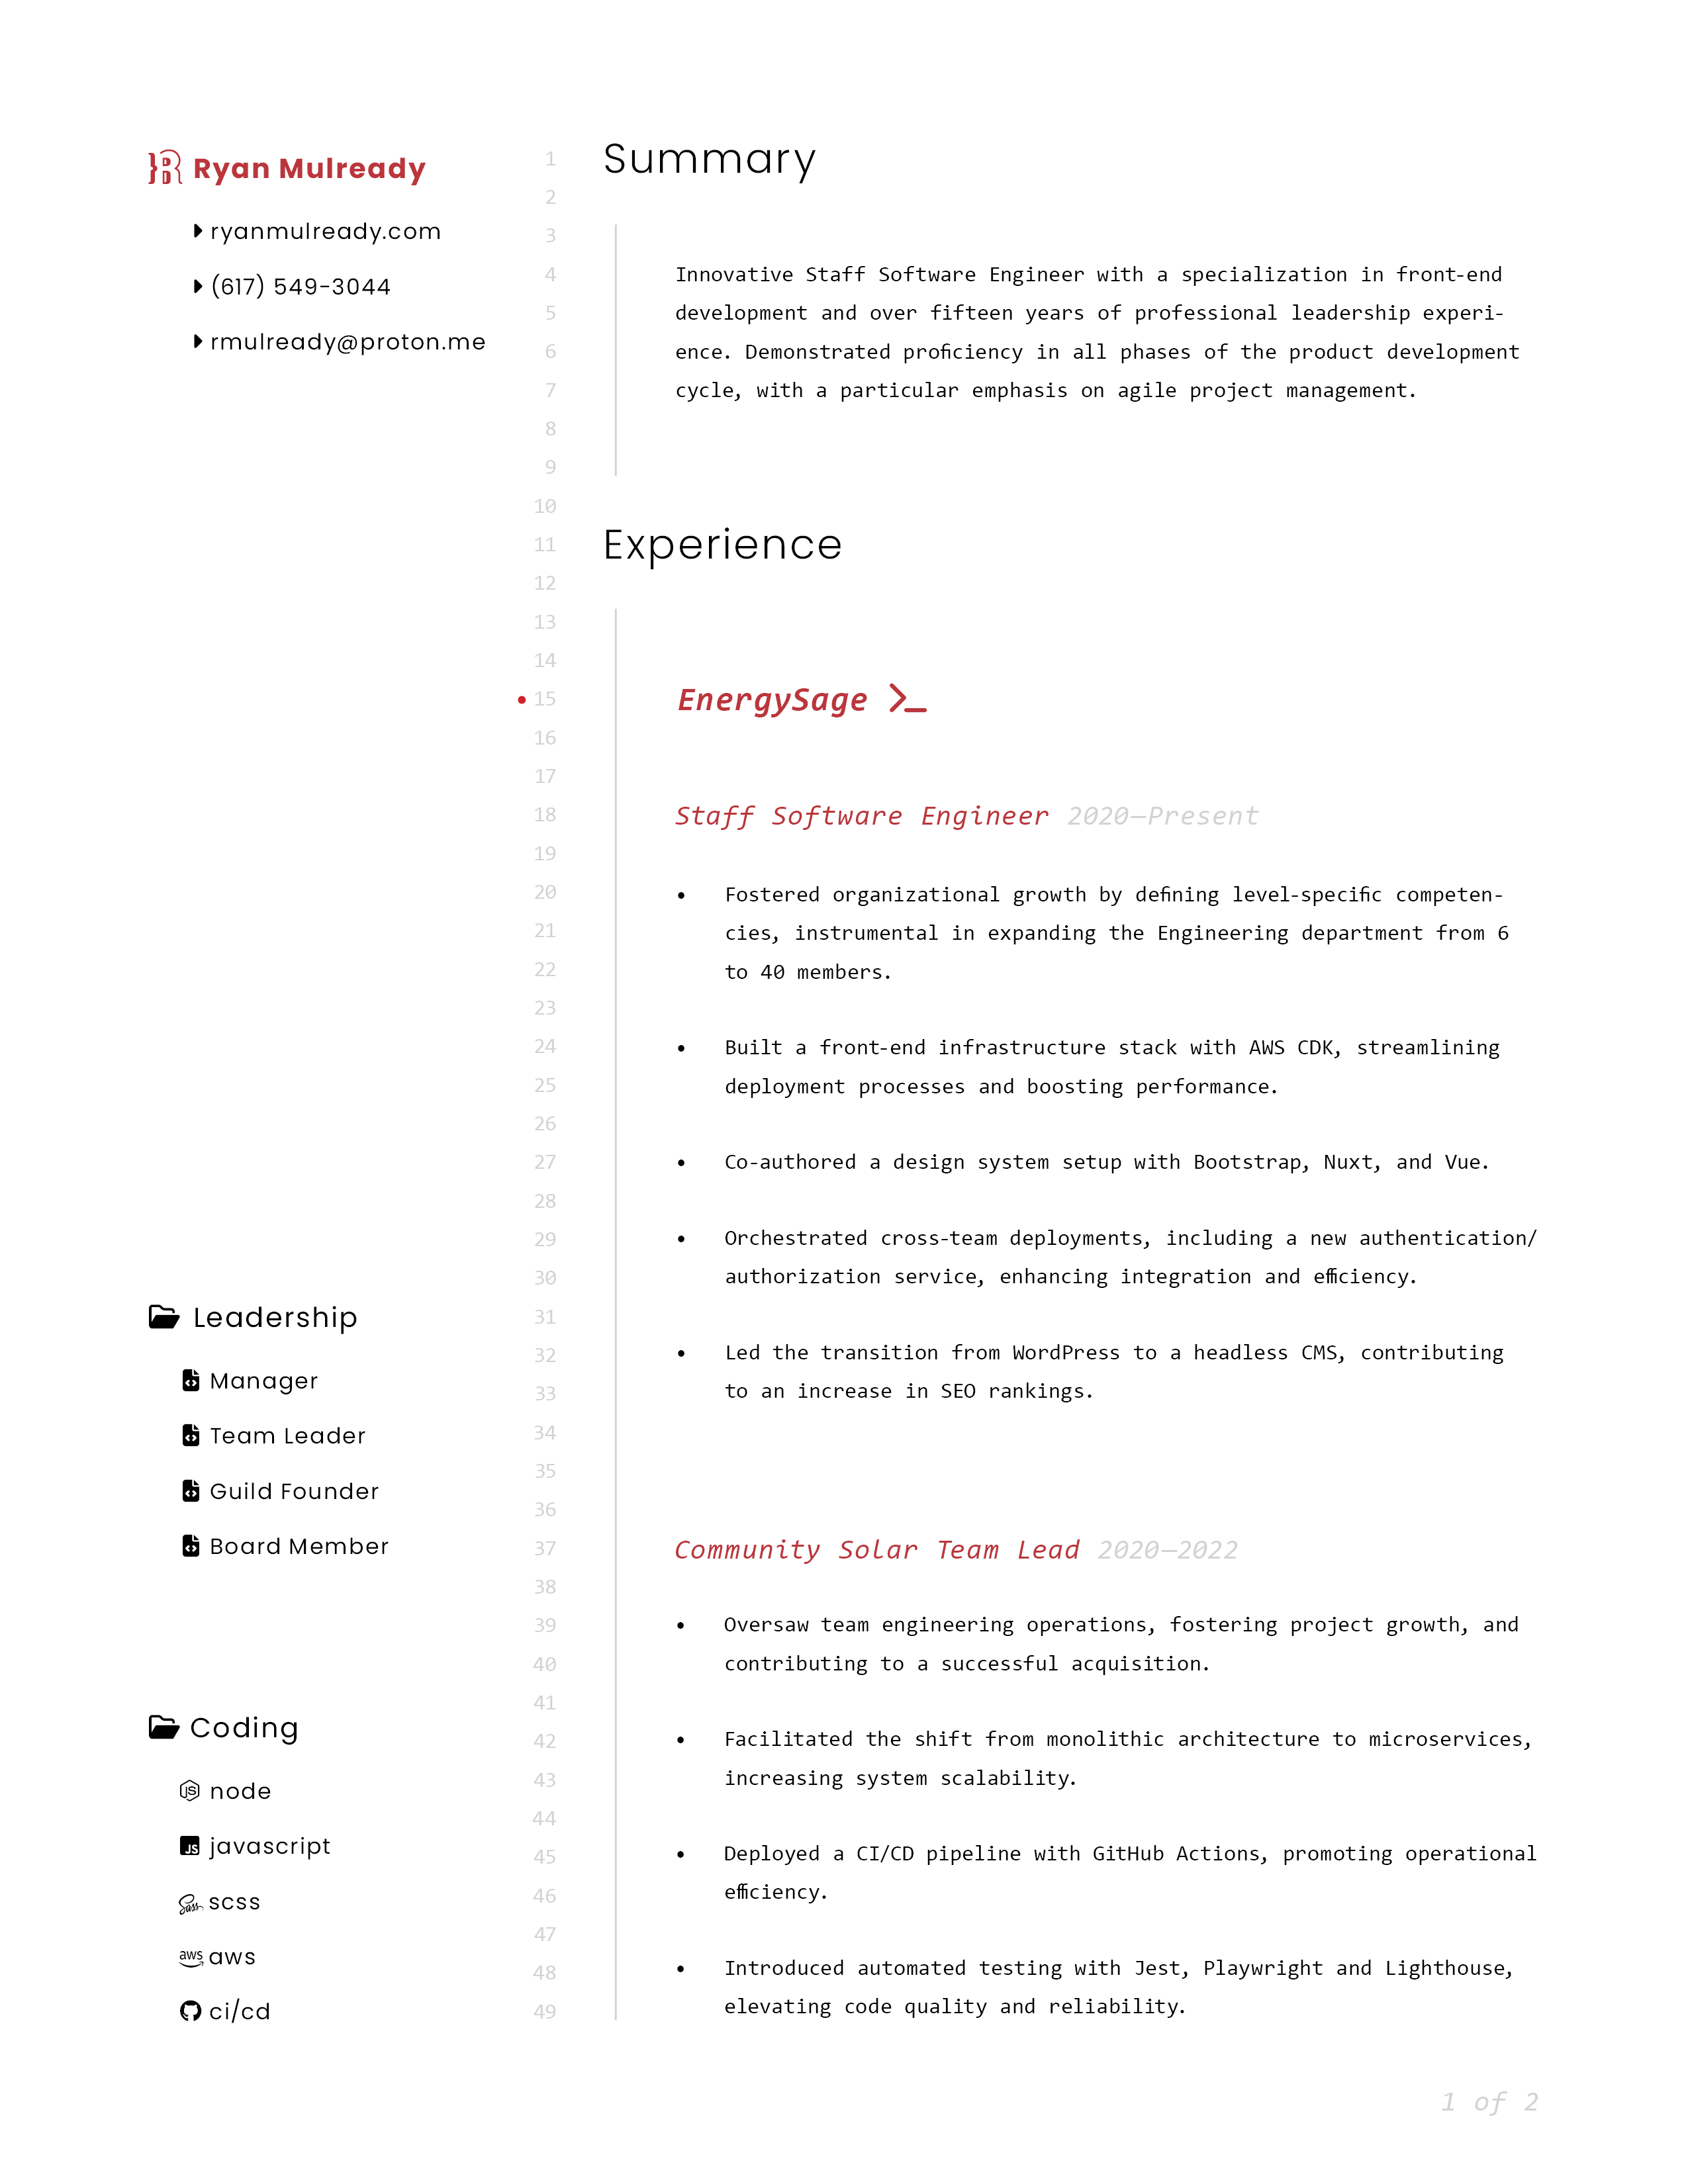 Ryan Mulready
ryanmulready.com
(617) 549-3044
rmulready@proton.me
Leadership
Manager
Team Leader
Guild Founder
Board Member
Coding
node
javascript
scss
aws
ci/cd
1
2
3
4
5
6
7
8
9
10
11
12
13
14
15
16
17
18
19
20
21
22
23
24
25
26
27
28
29
30
31
32
33
34
35
36
37
38
39
40
41
42
43
44
45
46
47
48
49
Summary
Innovative Staff Software Engineer with a specialization in front-end
development and over fifteen years of professional leadership experi-
ence. Demonstrated proficiency in all phases of the product development
cycle, with a particular emphasis on agile project management.
Experience
EnergySage >_
Staff Software Engineer 2020—Present
• Fostered organizational growth by defining level-specific competen-
cies, instrumental in expanding the Engineering department from 6
to 40 members.
• Built a front-end infrastructure stack with AWS CDK, streamlining
deployment processes and boosting performance.
• Co-authored a design system setup with Bootstrap, Nuxt, and Vue.
• Orchestrated cross-team deployments, including a new authentication/
authorization service, enhancing integration and efficiency.
• Led the transition from WordPress to a headless CMS, contributing
to an increase in SEO rankings.
Community Solar Team Lead 2020—2022
• Oversaw team engineering operations, fostering project growth, and
contributing to a successful acquisition.
• Facilitated the shift from monolithic architecture to microservices,
increasing system scalability.
• Deployed a CI/CD pipeline with GitHub Actions, promoting operational
efficiency.
• Introduced automated testing with Jest, Playwright and Lighthouse,
elevating code quality and reliability.
1 of 2